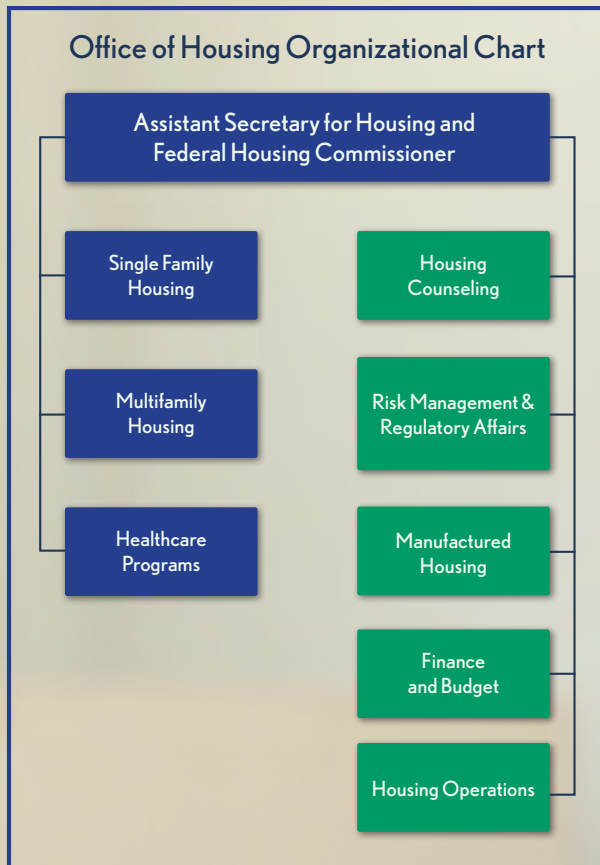 Office of Housing Organizational Chart
Assistant Secretary for Housing and
Federal Housing Commissioner
Single Family
Housing
Multifamily
Housing
Healthcare
Programs
Housing
Counseling
Risk Management &
Regulatory Affairs
Manufactured
Housing
Finance
and Budget
Housing Operations